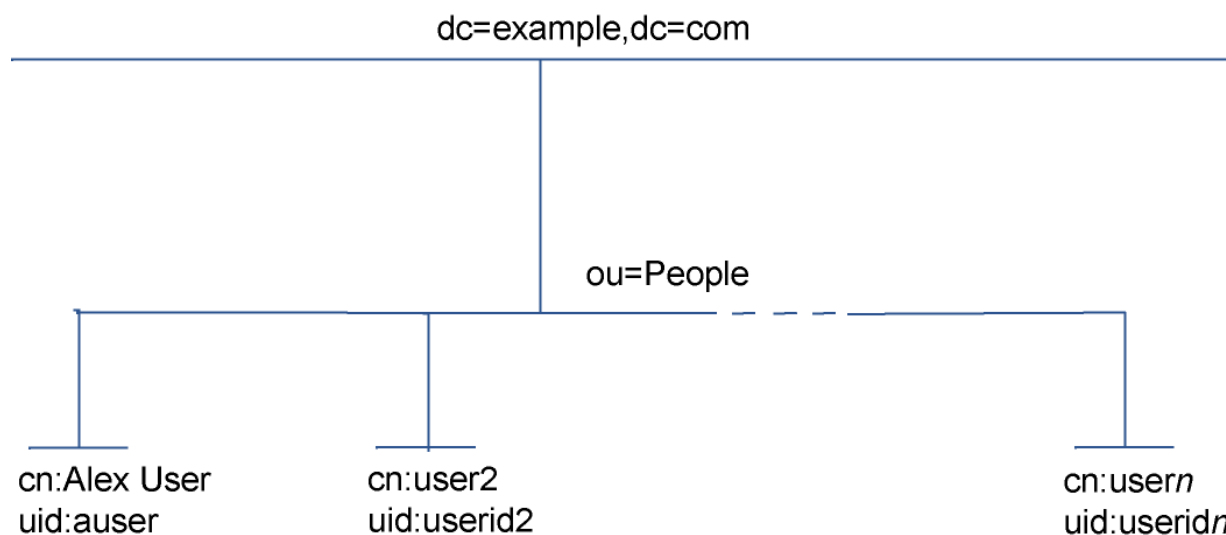 dc=example,dc=com
ou=People
cn:Alex User
uid:auser
cn:user2
uid:userid2
cn:usern
uid:useridn